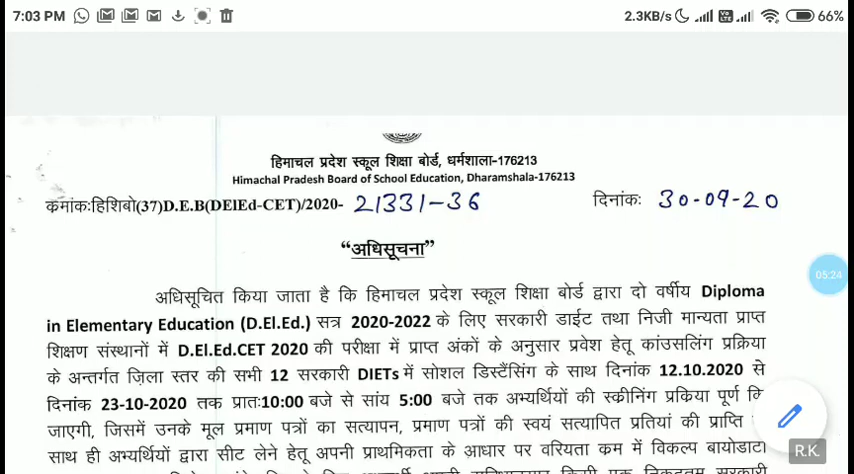 7:03 PM 2.3KB/s 66%
हिमाचल प्रदेश स्कूल शिक्षा बोर्ड, धर्मशाला-176213
Himachal Pradesh Board of School Education, Dharamshala-176213
क्रमांक:हिशिबो(37)D.E.B(DElEd-CET)/2020- 21331-36 दिनांकः 30-09-20
“अधिसूचना”
अधिसूचित किया जाता है कि हिमाचल प्रदेश स्कूल शिक्षा बोर्ड द्वारा दो वर्षीय Diploma
05:24
in Elementary Education (D.El.Ed.) सत्र 2020-2022 के लिए सरकारी डाईट तथा निजी मान्यता प्राप्त
शिक्षण संस्थानों में D.El.Ed.CET 2020 की परीक्षा में प्राप्त अंकों के अनुसार प्रवेश हेतु कांउसलिंग प्रक्रिया
के अन्तर्गत ज़िला स्तर की सभी 12 सरकारी DIETs में सोशल डिस्टैंसिंग के साथ दिनांक 12.10.2020 से
दिनांक 23-10-2020 तक प्रातः10:00 बजे से सांय 5:00 बजे तक अभ्यर्थियों की स्क्रीनिंग प्रकिया पूर्ण कि
जाएगी, जिसमें उनके मूल प्रमाण पत्रों का सत्यापन, प्रमाण पत्रों की स्वयं सत्यापित प्रतियां की प्राप्ति
साथ ही अभ्यर्थियों द्वारा सीट लेने हेतु अपनी प्राथमिकता के आधार पर वरियता क्रम में विकल्प बायोडाटा
R.K.